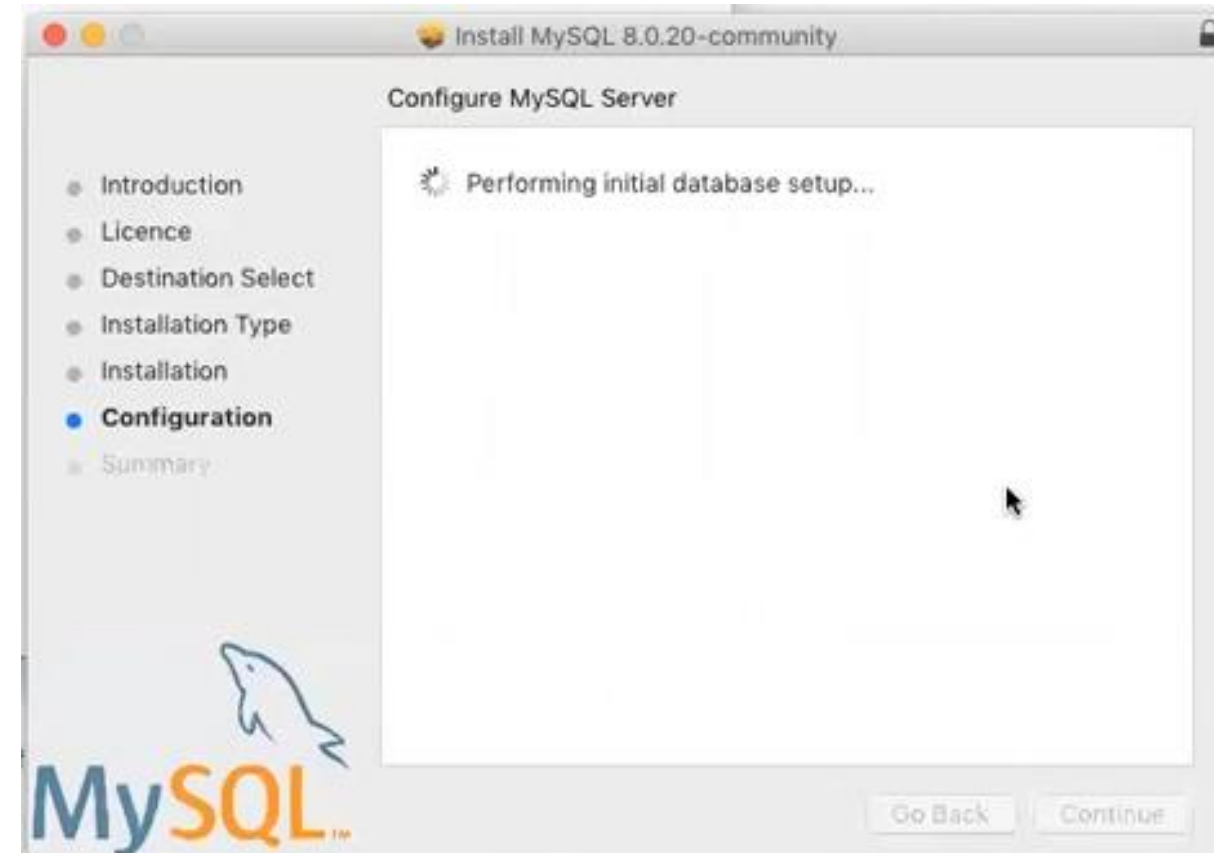 Install MySQL 8.0.20-community
Configure MySQL Server
Introduction
Licence
Destination Select
Installation Type
Installation
Configuration
Summary
Performing initial database setup...
MySQL™
Go Back
Continue